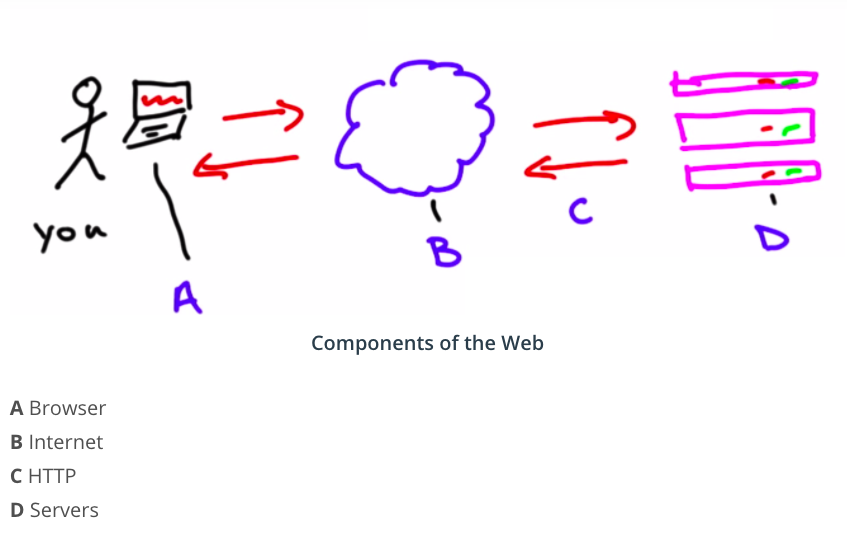 you
A
B
C
D
Components of the Web
A Browser
B Internet
C HTTP
D Servers